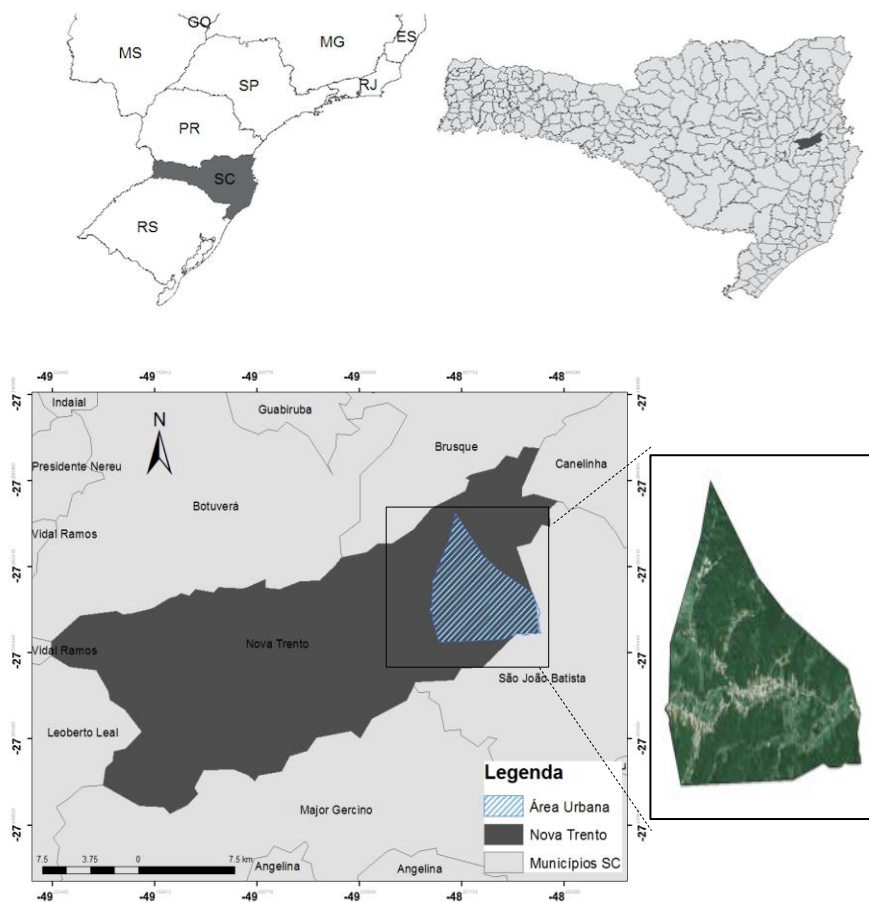 GO
MS
MG
ES
SP
RJ
PR
SC
RS
-49
-49
-49
-49
-48
-48
-27
-27
-27
-27
-27
-27
-27
-27
-27
-27
-27
-27
Indaial
Guabiruba
N
Brusque
Canelinha
Presidente Nereu
Botuverá
Vidal Ramos
Vidal Ramos
Nova Trento
São João Batista
Leoberto Leal
Legenda
Área Urbana
Nova Trento
Municípios SC
Major Gercino
7.5 3.75 0 7.5 km
Angelina
Angelina
-49
-49
-49
-49
-48
-48